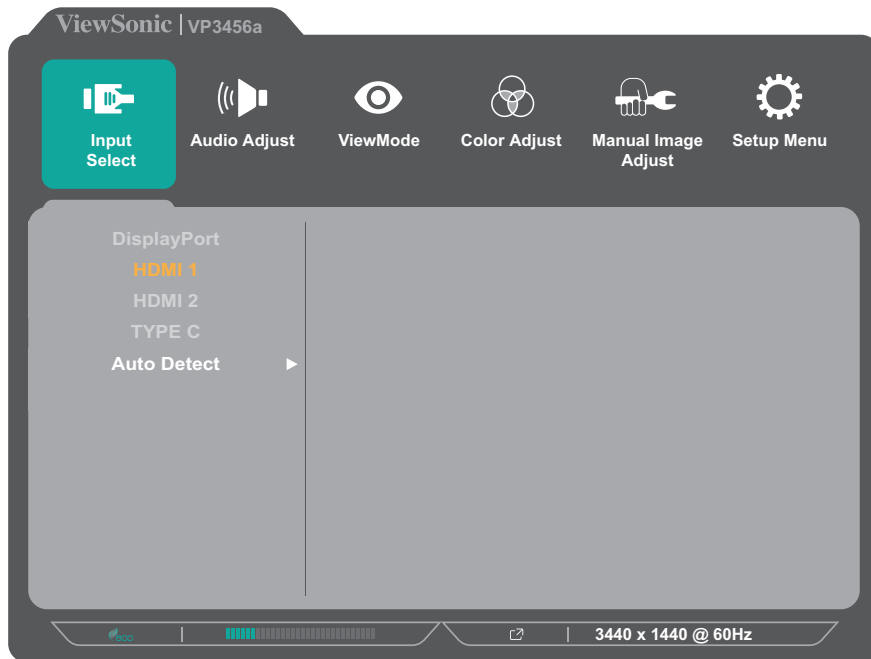 ViewSonic | VP3456a
Input Select
Audio Adjust
ViewMode
Color Adjust
Manual Image Adjust
Setup Menu
DisplayPort
HDMI 1
HDMI 2
TYPE C
Auto Detect
eco
3440 x 1440 @ 60Hz